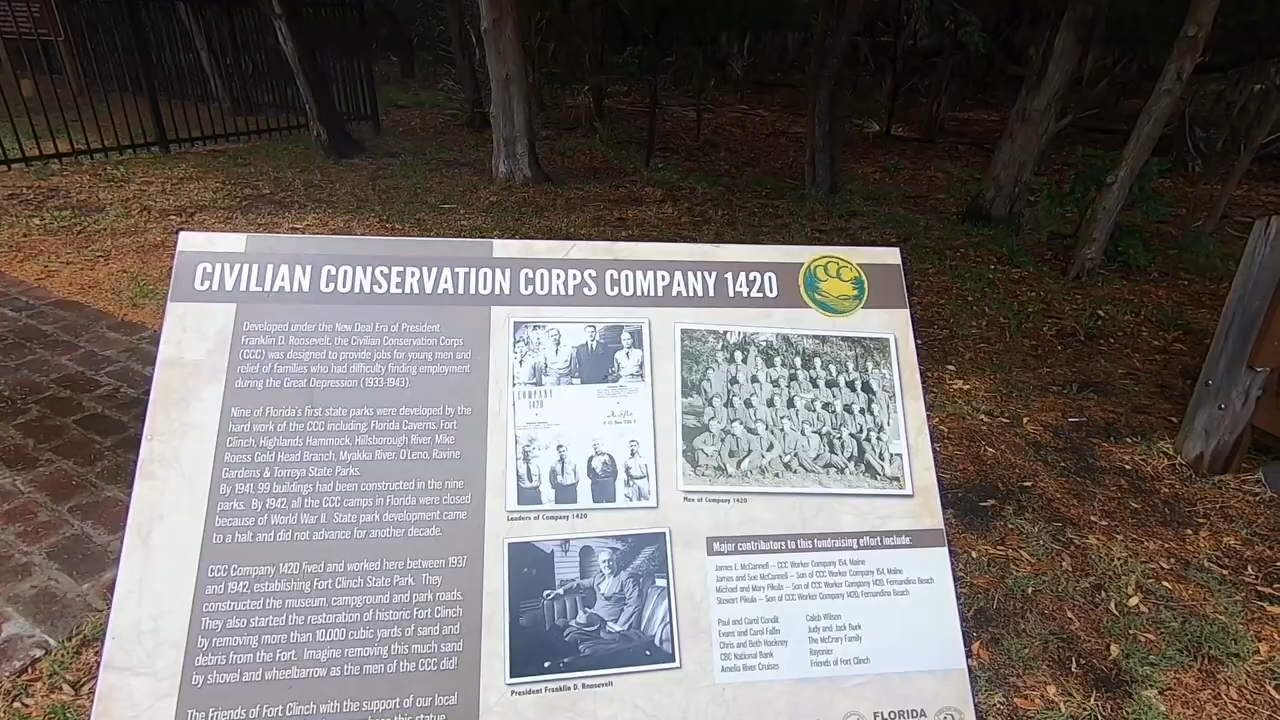 CIVILIAN CONSERVATION CORPS COMPANY 1420
CCC
Developed under the New Deal Era of President
Franklin D. Roosevelt, the Civilian Conservation Corps
(CCC) was designed to provide jobs for young men and
relief of families who had difficulty finding employment
during the Great Depression (1933-1943).
Nine of Florida's first state parks were developed by the
hard work of the CCC including, Florida Caverns, Fort
Clinch, Highlands Hammock, Hillsborough River, Mike
Roess Gold Head Branch, Myakka River, O'Leno, Ravine
Gardens & Torreya State Parks.
By 1941, 99 buildings had been constructed in the nine
parks. By 1942, all the CCC camps in Florida were closed
because of World War II. State park development came
to a halt and did not advance for another decade.
CCC Company 1420 lived and worked here between 1937
and 1942, establishing Fort Clinch State Park. They
constructed the museum, campground and park roads.
They also started the restoration of historic Fort Clinch
by removing more than 10,000 cubic yards of sand and
debris from the Fort. Imagine removing this much sand
by shovel and wheelbarrow as the men of the CCC did!
The Friends of Fort Clinch with the support of our local
this statue
COMPANY
1420
Leaders of Company 1420
Men of Company 1420
President Franklin D. Roosevelt
Major contributors to this fundraising effort include:
James E. McCannell – CCC Worker Company 154, Maine
James and Sue McCannell – Son of CCC Worker Company 154, Maine
Michael and Mary Pikula – Son of CCC Worker Company 1420, Fernandina Beach
Stewart Pikula – Son of CCC Worker Company 1420, Fernandina Beach
Paul and Carol Condit
Evans and Carol Fallin
Chris and Beth Hackney
CBC National Bank
Amelia River Cruises
Caleb Wilson
Judy and Jack Burk
The McCrary Family
Rayonier
Friends of Fort Clinch
FLORIDA